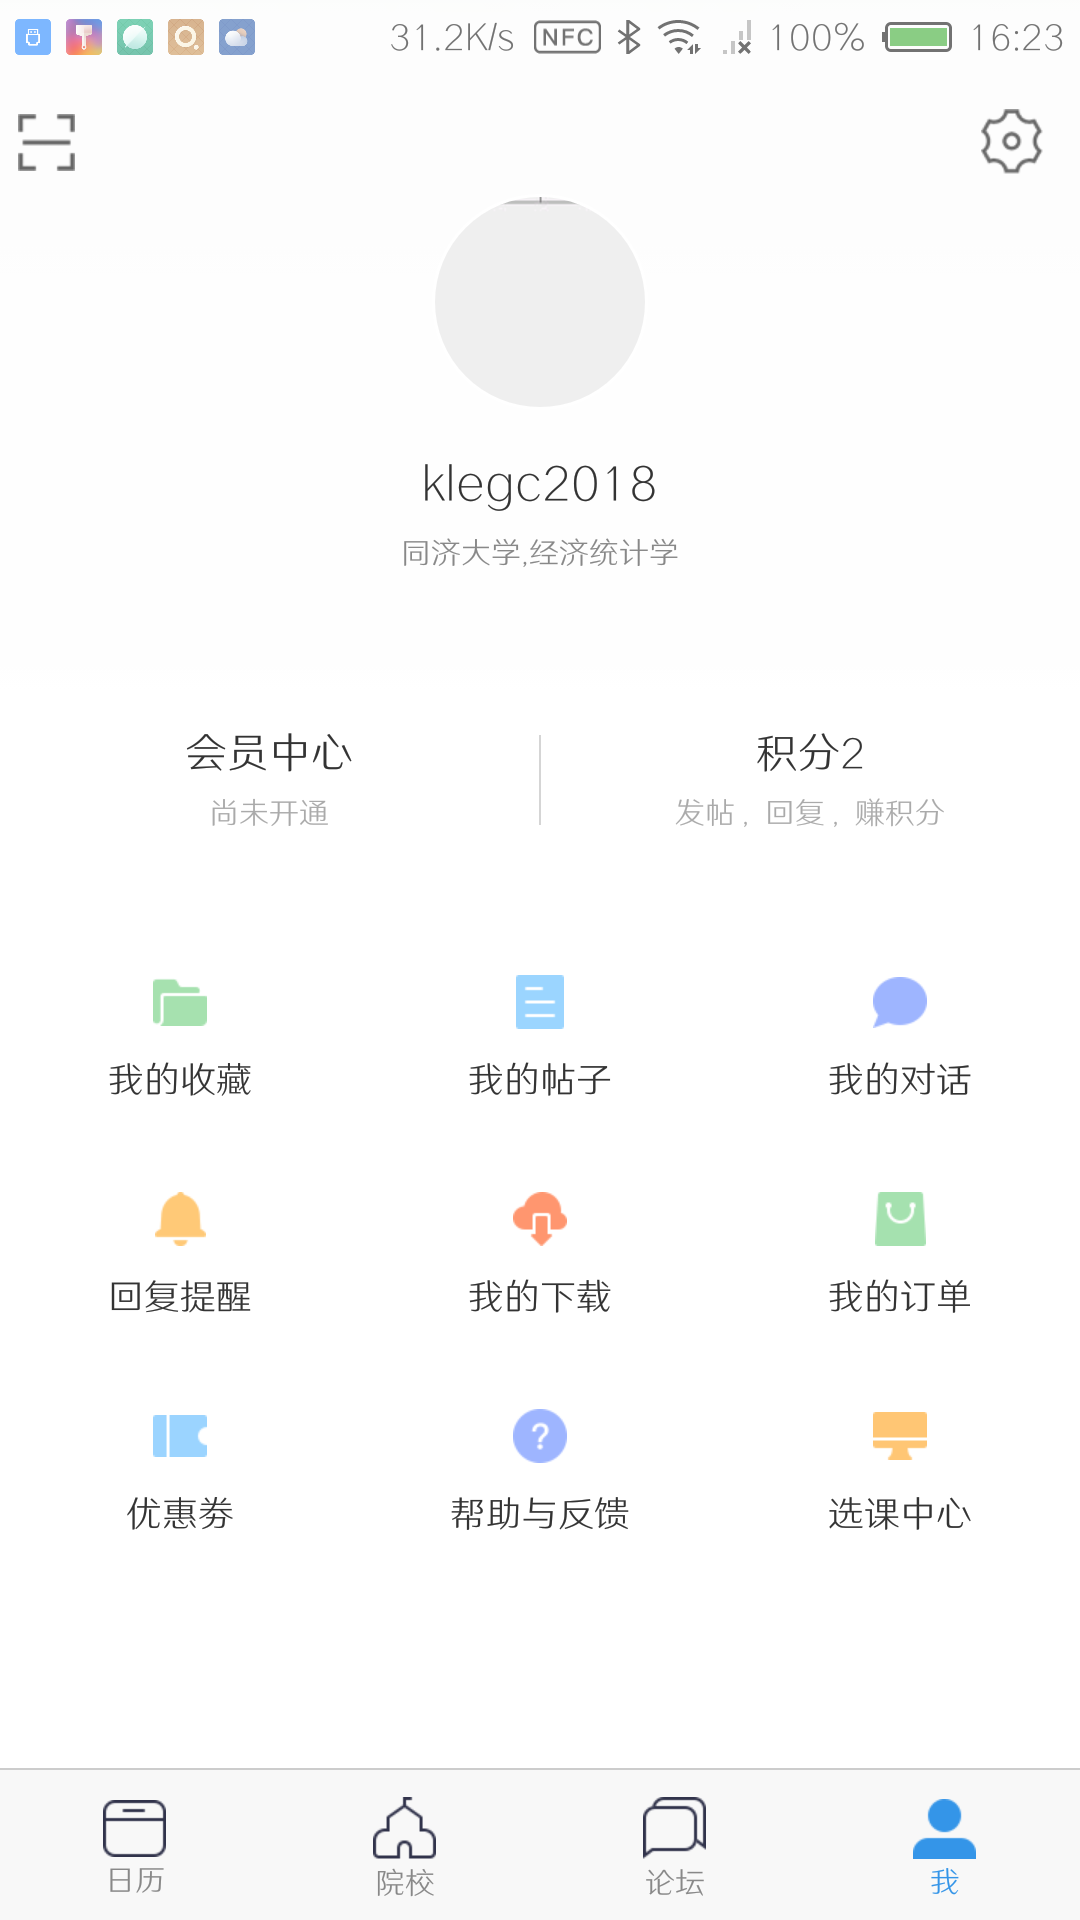 31.2K/s NFC 100% 16:23
klegc2018
同济大学,经济统计学
会员中心 积分2
尚未开通 发帖，回复，赚积分
我的收藏 我的帖子 我的对话
回复提醒 我的下载 我的订单
优惠券 帮助与反馈 选课中心
日历 院校 论坛 我